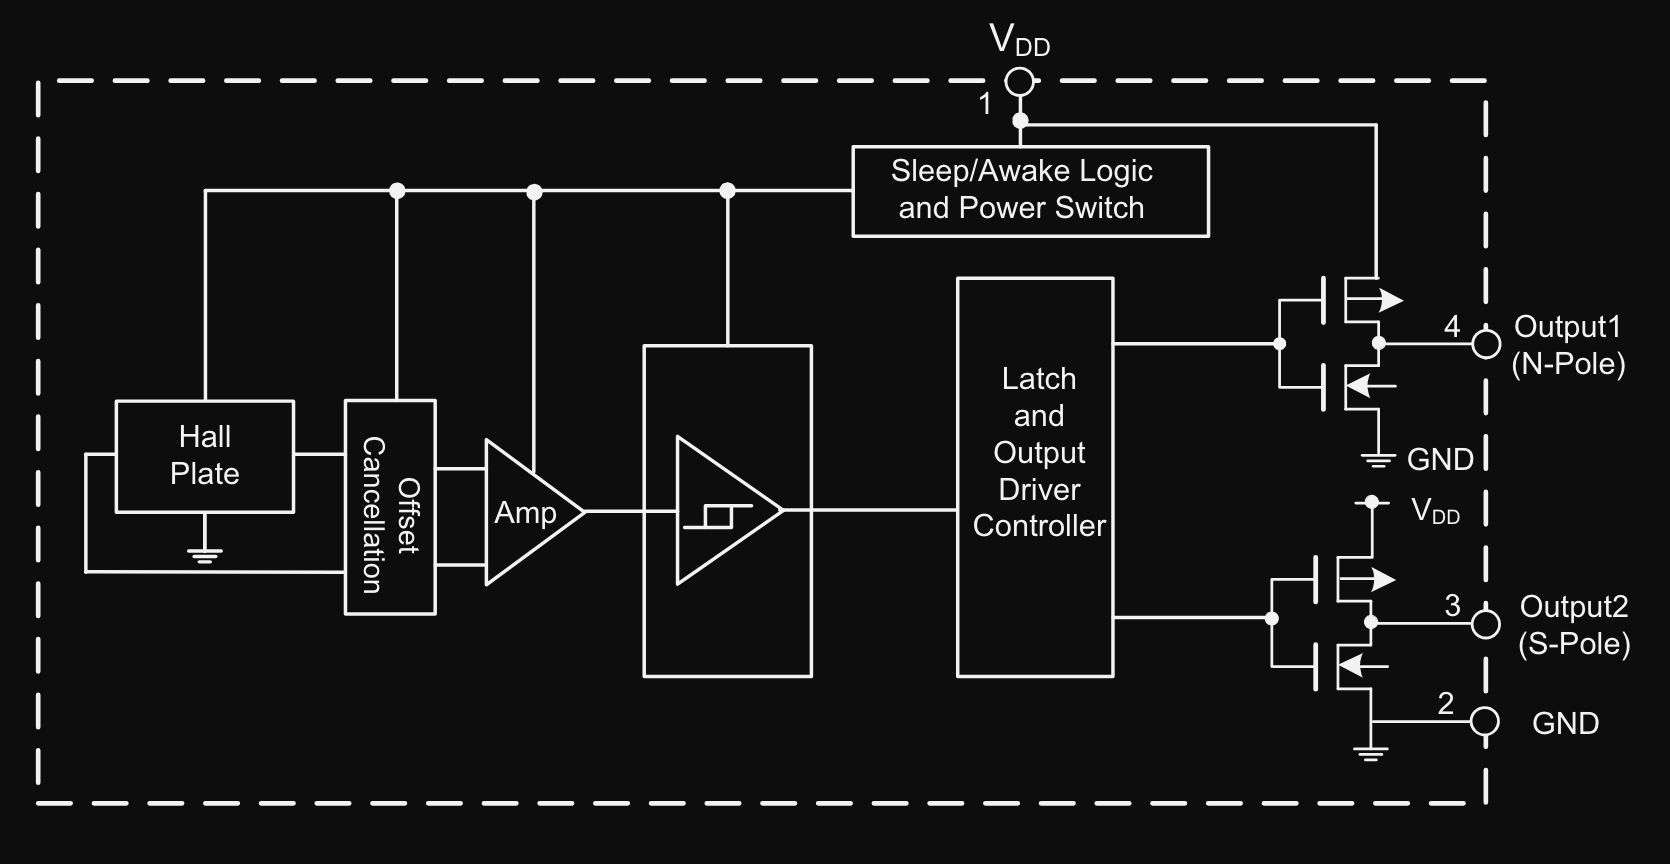 VDD
1
Sleep/Awake Logic
and Power Switch
4
Output1
(N-Pole)
Latch
and
Output
Driver
Controller
Hall
Plate
Offset
Cancellation
Amp
GND
VDD
3
Output2
(S-Pole)
2
GND